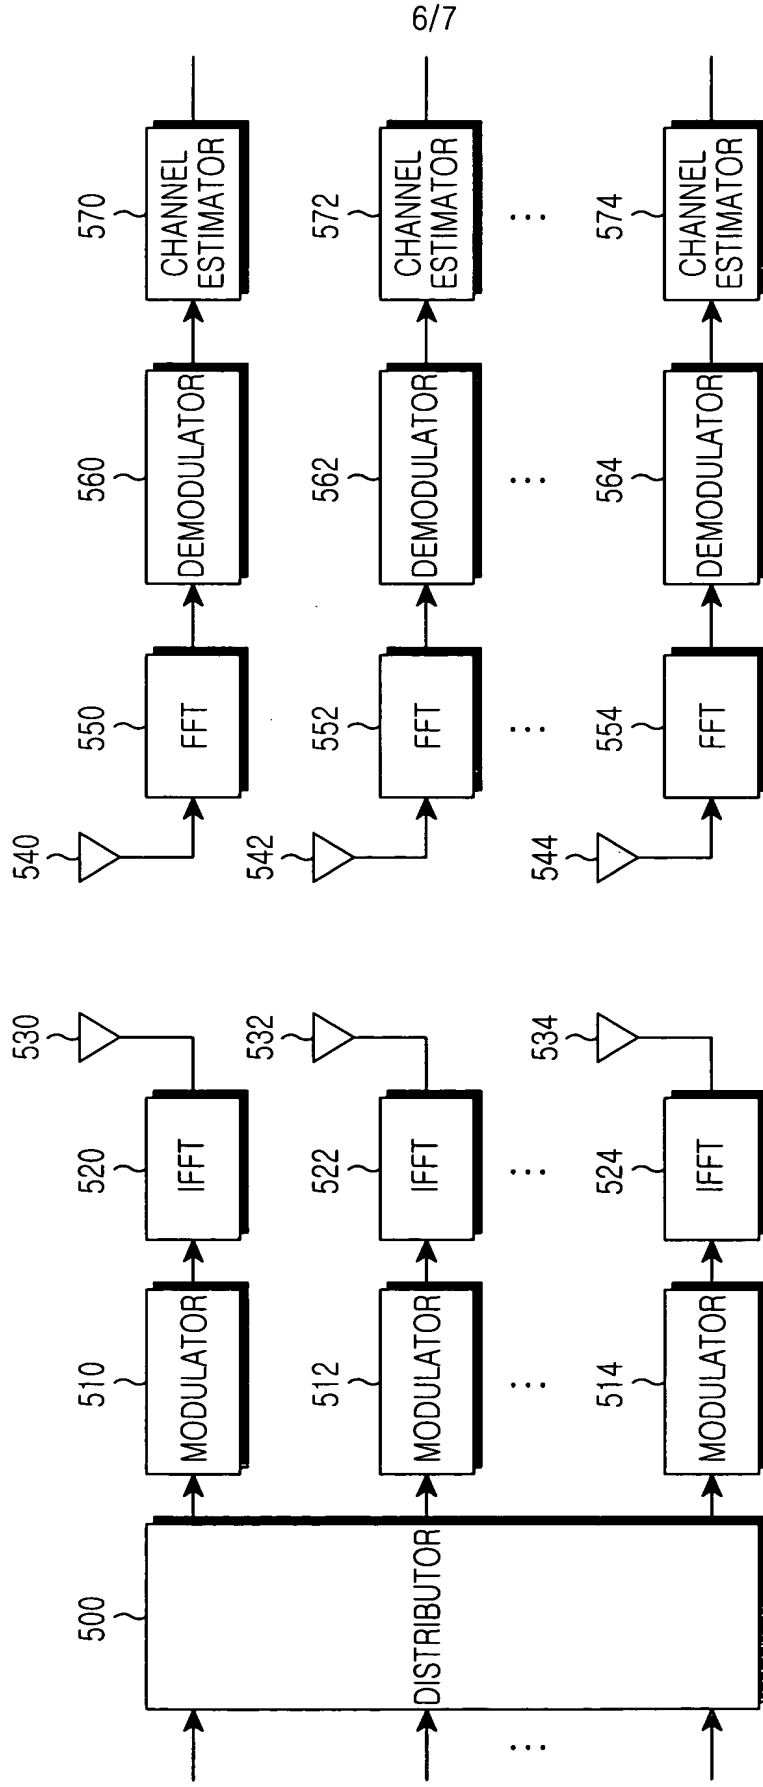 6/7
500
DISTRIBUTOR
...
510
MODULATOR
520
IFFT
530
540
550
FFT
560
DEMODULATOR
570
CHANNEL
ESTIMATOR
512
MODULATOR
522
IFFT
532
542
552
FFT
562
DEMODULATOR
572
CHANNEL
ESTIMATOR
...
...
...
...
...
514
MODULATOR
524
IFFT
534
544
554
FFT
564
DEMODULATOR
574
CHANNEL
ESTIMATOR